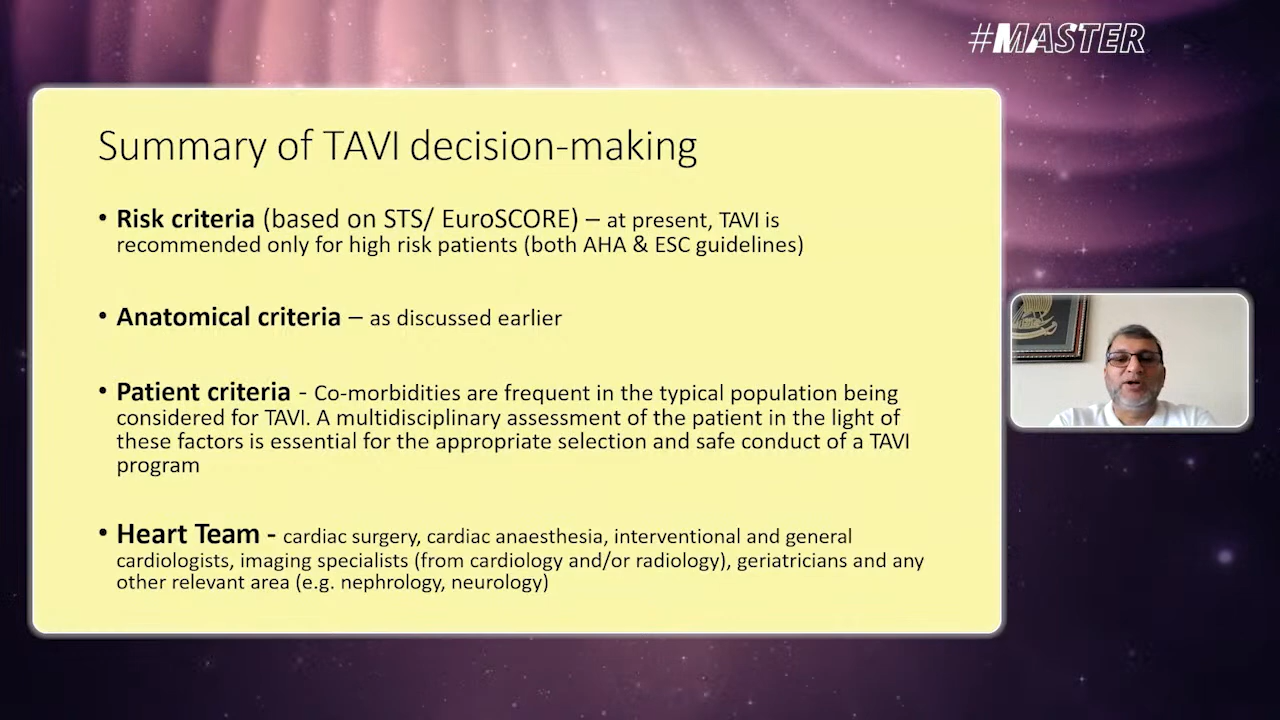 #MASTER
Summary of TAVI decision-making
• Risk criteria (based on STS/ EuroSCORE) – at present, TAVI is
recommended only for high risk patients (both AHA & ESC guidelines)
• Anatomical criteria – as discussed earlier
• Patient criteria - Co-morbidities are frequent in the typical population being
considered for TAVI. A multidisciplinary assessment of the patient in the light of
these factors is essential for the appropriate selection and safe conduct of a TAVI
program
• Heart Team - cardiac surgery, cardiac anaesthesia, interventional and general
cardiologists, imaging specialists (from cardiology and/or radiology), geriatricians and any
other relevant area (e.g. nephrology, neurology)